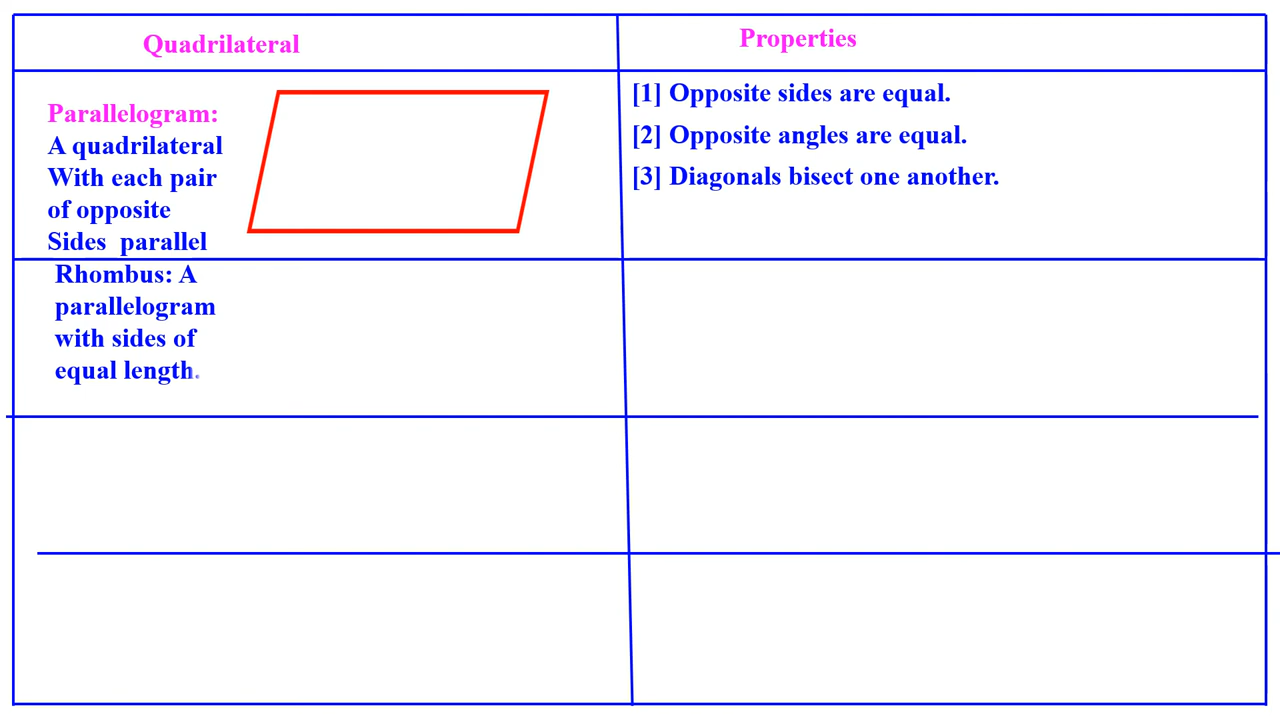 Quadrilateral
Properties
Parallelogram:
A quadrilateral
With each pair
of opposite
Sides parallel
[1] Opposite sides are equal.
[2] Opposite angles are equal.
[3] Diagonals bisect one another.
Rhombus: A
parallelogram
with sides of
equal length.